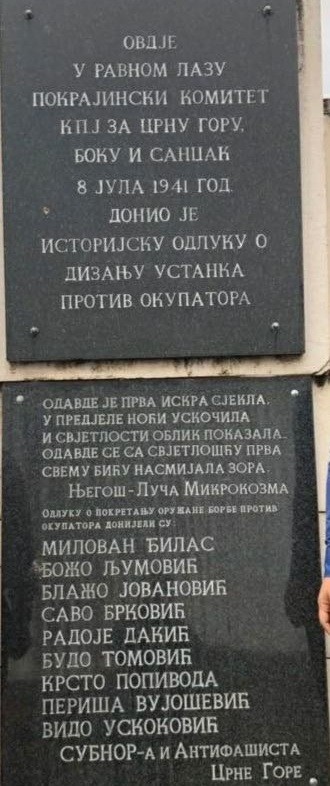 ОВДЈЕ
У РАВНОМ ЛАЗУ
ПОКРАЈИНСКИ КОМИТЕТ
КПЈ ЗА ЦРНУ ГОРУ,
БОКУ И САНЏАК
8 ЈУЛА 1941 ГОД.
ДОНИО ЈЕ
ИСТОРИЈСКУ ОДЛУКУ О
ДИЗАЊУ УСТАНКА
ПРОТИВ ОКУПАТОРА
ОДАВДЕ ЈЕ ПРВА ИСКРА СЈЕКЛА,
У ПРЕДЈЕЛЕ НОЋИ УСКОЧИЛА
И СВЈЕТЛОСТИ ОБЛИК ПОКАЗАЛА...
ОДАВДЕ СЕ СА СВЈЕТЛОШЋУ ПРВА
СВЕМУ БИЋУ НАСМИЈАЛА ЗОРА.
ЊЕГОШ-ЛУЧА МИКРОКОЗМА
ОДЛУКУ О ПОКРЕТАЊУ ОРУЖАНЕ БОРБЕ ПРОТИВ
ОКУПАТОРА ДОНИЈЕЛИ СУ:
МИЛОВАН ЂИЛАС
БОЖО ЉУМОВИЋ
БЛАЖО ЈОВАНОВИЋ
САВО БРКОВИЋ
РАДОЈЕ ДАКИЋ
БУДО ТОМОВИЋ
КРСТО ПОПИВОДА
ПЕРИША ВУЈОШЕВИЋ
ВИДО УСКОКОВИЋ
СУБНОР-А И АНТИФАШИСТА
ЦРНЕ ГОРЕ